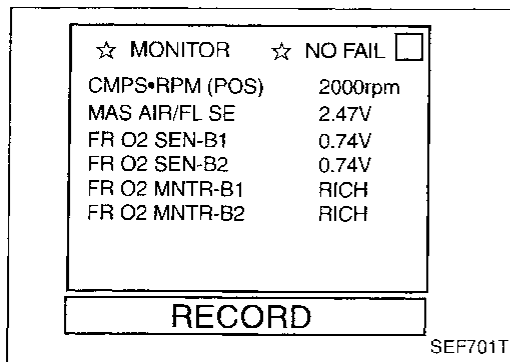 ☆ MONITOR ☆ NO FAIL
CMPS•RPM (POS) 2000rpm
MAS AIR/FL SE 2.47V
FR O2 SEN-B1 0.74V
FR O2 SEN-B2 0.74V
FR O2 MNTR-B1 RICH
FR O2 MNTR-B2 RICH
RECORD
SEF701T